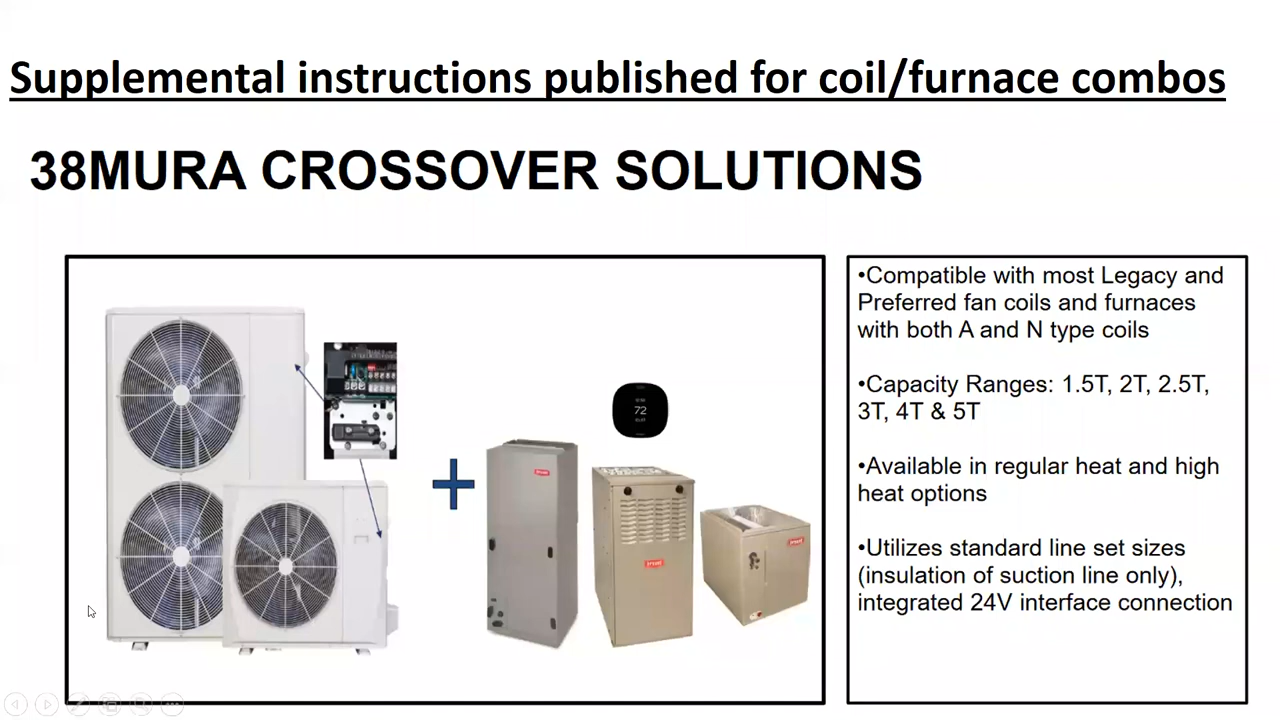 Supplemental instructions published for coil/furnace combos
38MURA CROSSOVER SOLUTIONS
•Compatible with most Legacy and
Preferred fan coils and furnaces
with both A and N type coils
•Capacity Ranges: 1.5T, 2T, 2.5T,
3T, 4T & 5T
•Available in regular heat and high
heat options
•Utilizes standard line set sizes
(insulation of suction line only),
integrated 24V interface connection
72